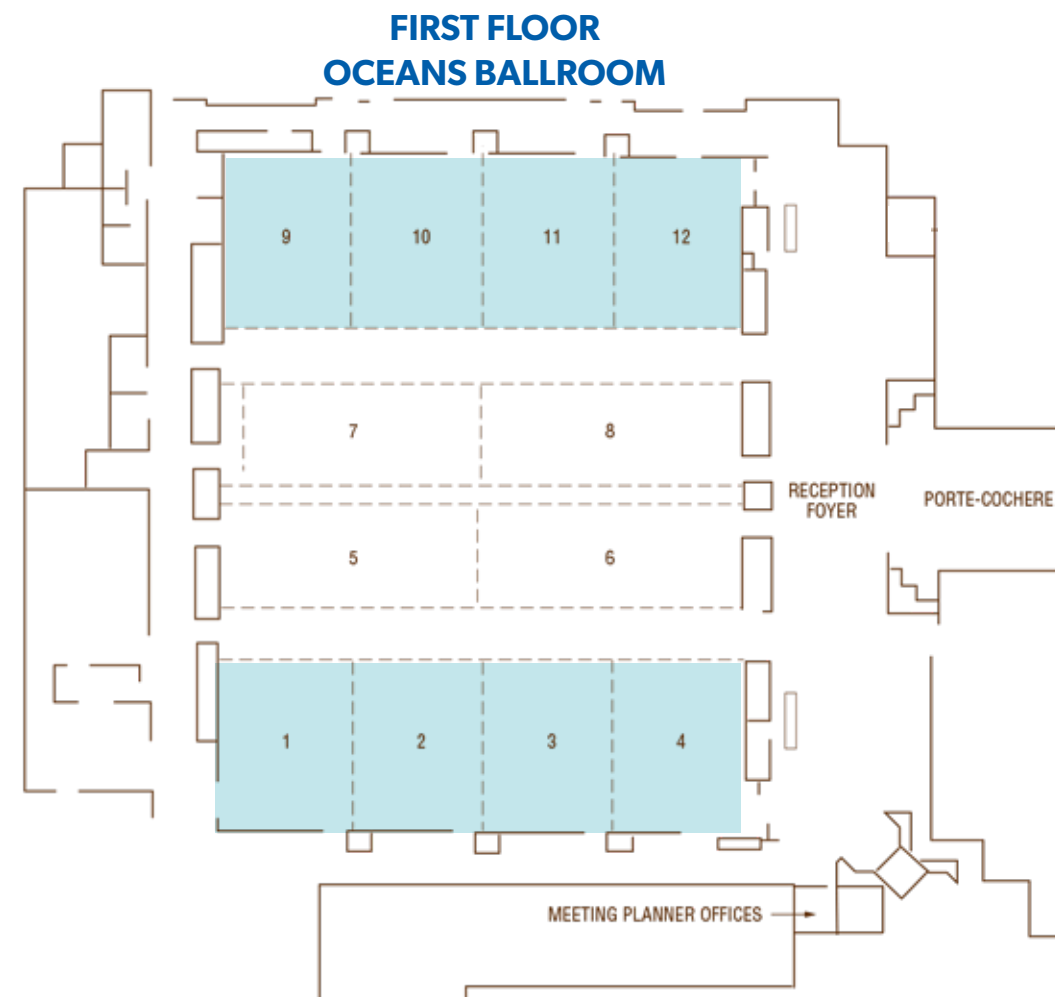 FIRST FLOOR
OCEANS BALLROOM
9
10
11
12
7
8
RECEPTION
FOYER
PORTE-COCHERE
5
6
1
2
3
4
MEETING PLANNER OFFICES